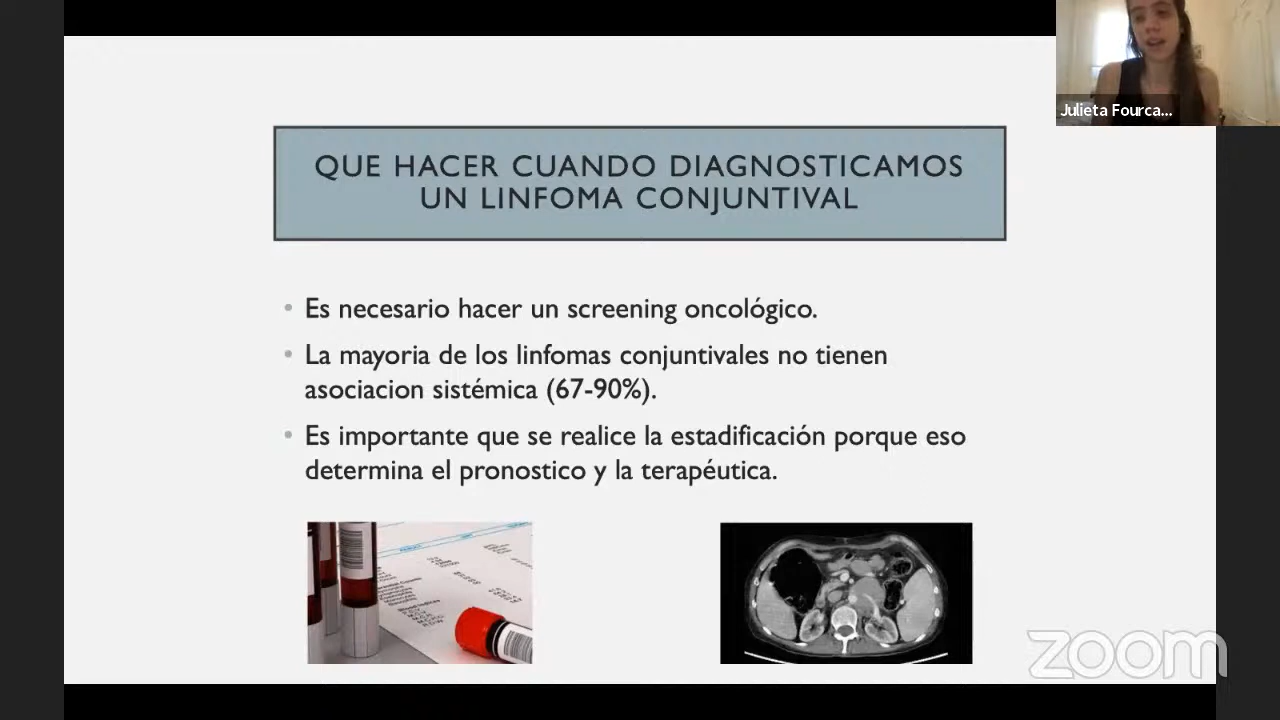 Julieta Fourca...
QUE HACER CUANDO DIAGNOSTICAMOS
UN LINFOMA CONJUNTIVAL
• Es necesario hacer un screening oncológico.
• La mayoria de los linfomas conjuntivales no tienen
asociacion sistémica (67-90%).
• Es importante que se realice la estadificación porque eso
determina el pronostico y la terapéutica.
zoom